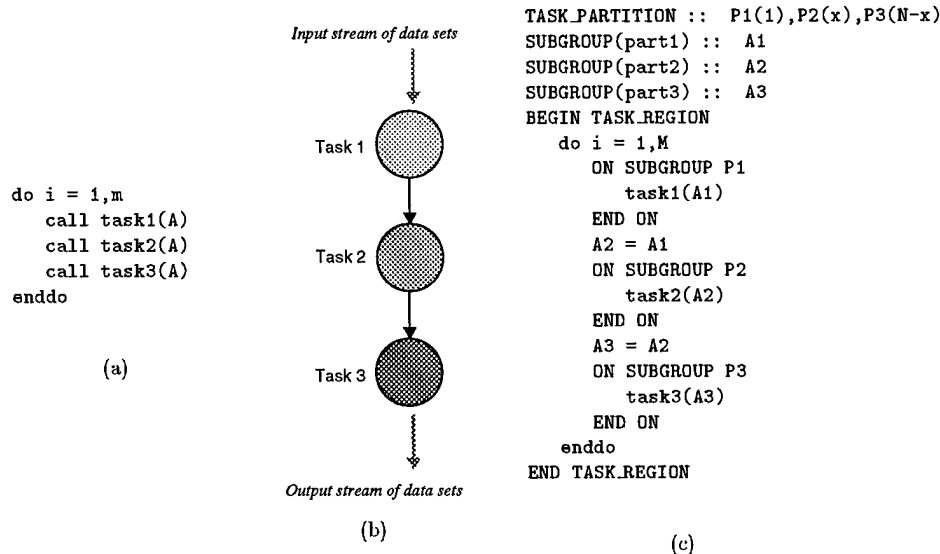 do i = 1,m
call task1(A)
call task2(A)
call task3(A)
enddo
(a)
Input stream of data sets
Task 1
Task 2
Task 3
Output stream of data sets
(b)
TASK_PARTITION :: P1(1),P2(x),P3(N-x)
SUBGROUP(part1) :: A1
SUBGROUP(part2) :: A2
SUBGROUP(part3) :: A3
BEGIN TASK_REGION
do i = 1,M
ON SUBGROUP P1
task1(A1)
END ON
A2 = A1
ON SUBGROUP P2
task2(A2)
END ON
A3 = A2
ON SUBGROUP P3
task3(A3)
END ON
enddo
END TASK_REGION
(c)